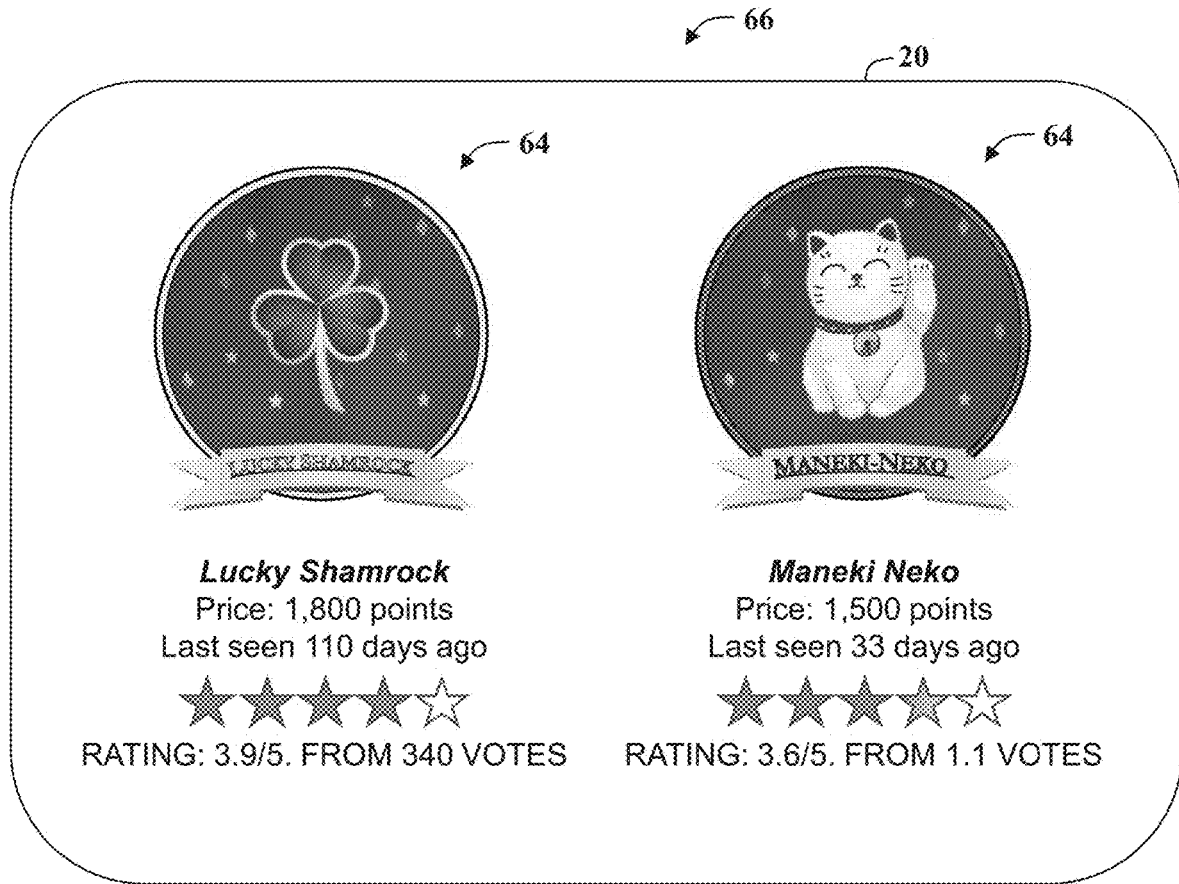 66
20
64
64
LUCKY SHAMROCK
MANEKI-NEKO
Lucky Shamrock
Price: 1,800 points
Last seen 110 days ago
RATING: 3.9/5. FROM 340 VOTES
Maneki Neko
Price: 1,500 points
Last seen 33 days ago
RATING: 3.6/5. FROM 1.1 VOTES